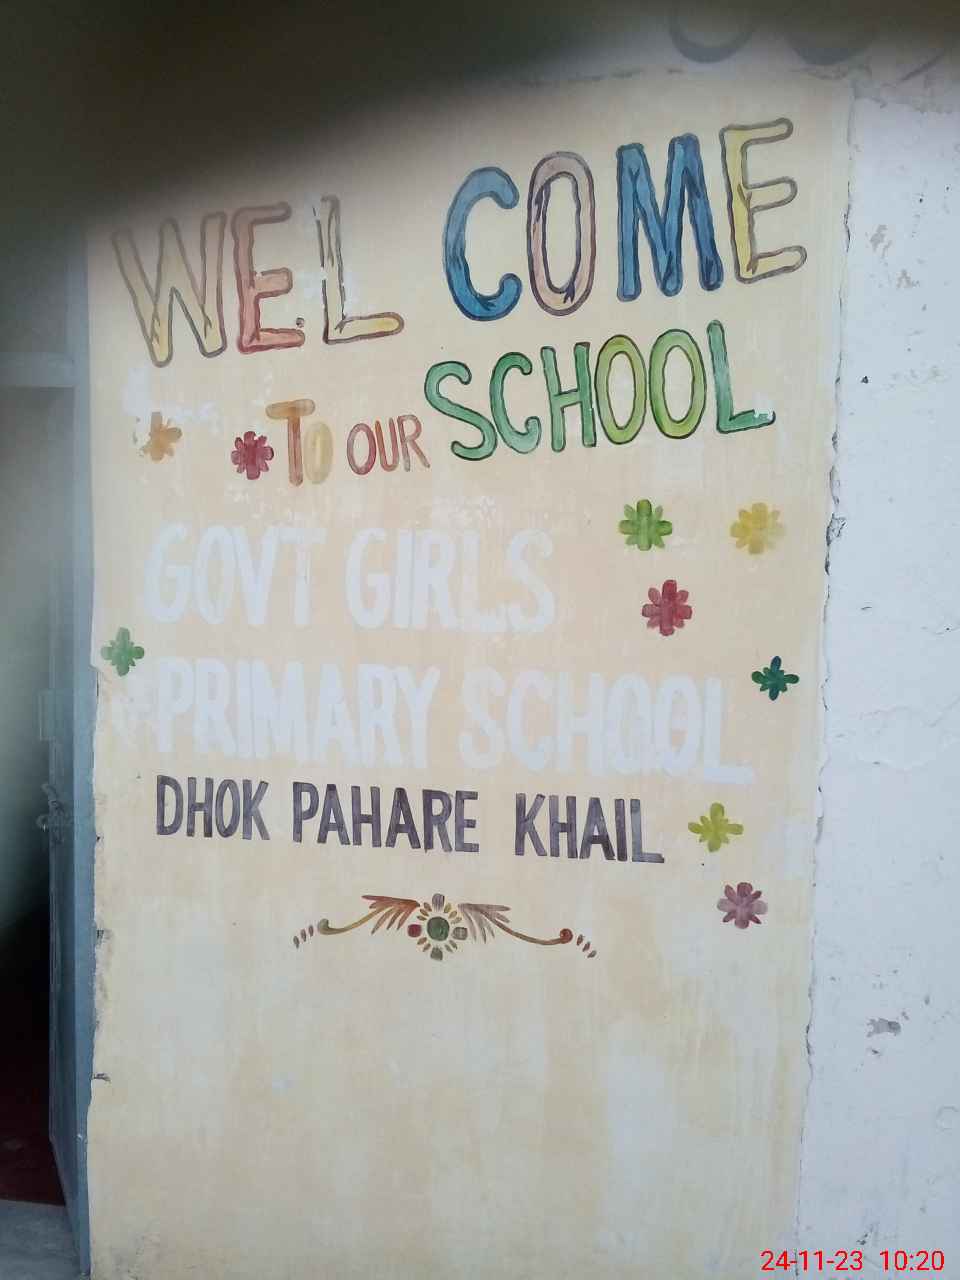 WEL COME
TO OUR SCHOOL
GOVT GIRLS
PRIMARY SCHOOL
DHOK PAHARE KHAIL
24-11-23 10:20